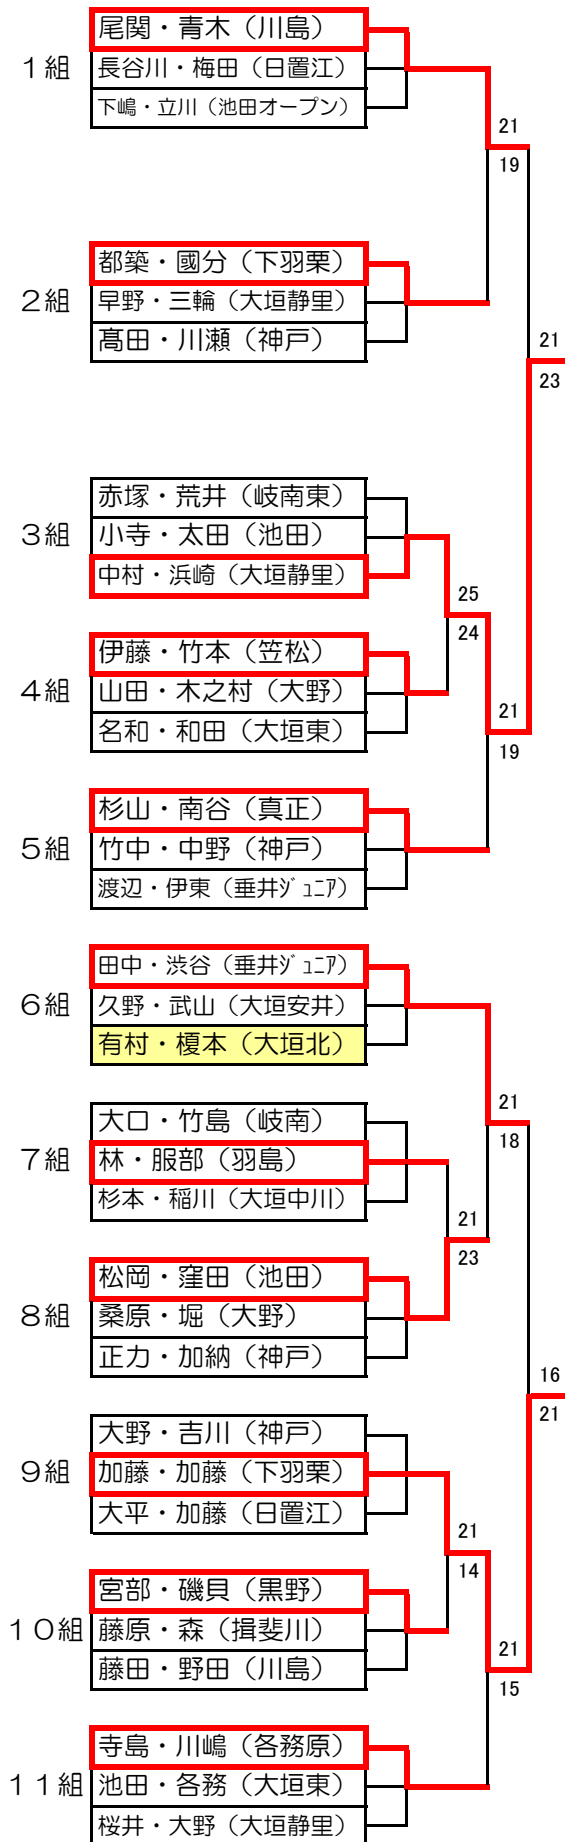 尾関・青木（川島）
1組 長谷川・梅田（日置江）
下嶋・立川（池田オープン）
21
19
都築・國分（下羽栗）
2組 早野・三輪（大垣静里）
髙田・川瀬（神戸）
21
23
赤塚・荒井（岐南東）
3組 小寺・太田（池田）
中村・浜崎（大垣静里）
25
24
伊藤・竹本（笠松）
4組 山田・木之村（大野）
名和・和田（大垣東）
21
19
杉山・南谷（真正）
5組 竹中・中野（神戸）
渡辺・伊東（垂井ｼﾞｭﾆｱ）
田中・渋谷（垂井ｼﾞｭﾆｱ）
6組 久野・武山（大垣安井）
有村・榎本（大垣北）
21
18
大口・竹島（岐南）
7組 林・服部（羽島）
杉本・稲川（大垣中川）
21
23
松岡・窪田（池田）
8組 桑原・堀（大野）
正力・加納（神戸）
16
21
大野・吉川（神戸）
9組 加藤・加藤（下羽栗）
大平・加藤（日置江）
21
14
宮部・磯貝（黒野）
10組 藤原・森（揖斐川）
藤田・野田（川島）
21
15
寺島・川嶋（各務原）
11組 池田・各務（大垣東）
桜井・大野（大垣静里）